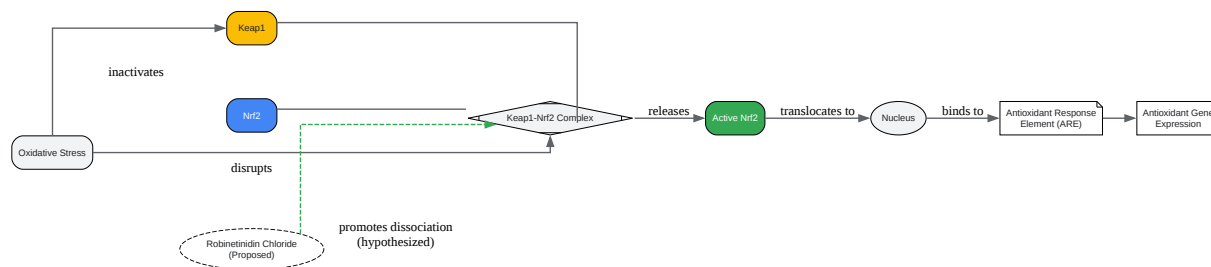 Keap1
inactivates
Nrf2
Keap1-Nrf2 Complex
releases
Active Nrf2
translocates to
Nucleus
binds to
Antioxidant Response
Element (ARE)
Antioxidant Gene
Expression
Oxidative Stress
disrupts
Robinetinidin Chloride
(Proposed)
promotes dissociation
(hypothesized)